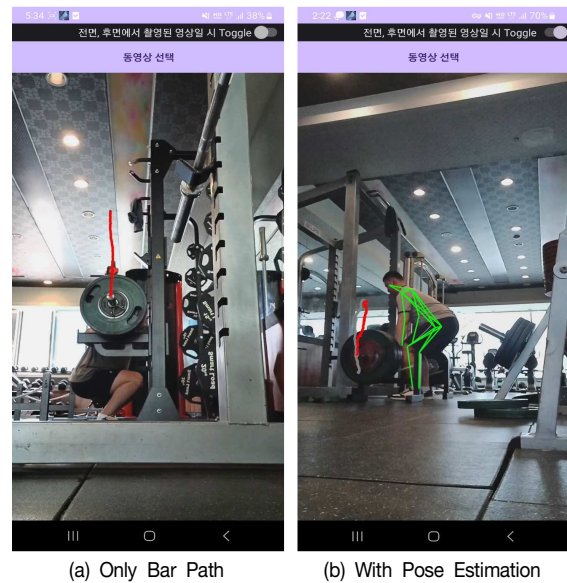 5:34
38%
전면, 후면에서 촬영된 영상일 시 Toggle
동영상 선택
(a) Only Bar Path
2:22
70%
전면, 후면에서 촬영된 영상일 시 Toggle
동영상 선택
(b) With Pose Estimation